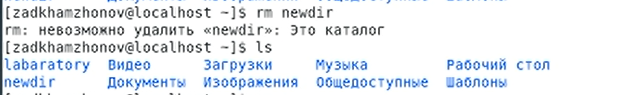 [zadkhamzhonov@localhost ~]$ rm newdir
rm: невозможно удалить «newdir»: Это каталог
[zadkhamzhonov@localhost ~]$ ls
labaratory Видео Загрузки Музыка Рабочий стол
newdir Документы Изображения Общедоступные Шаблоны